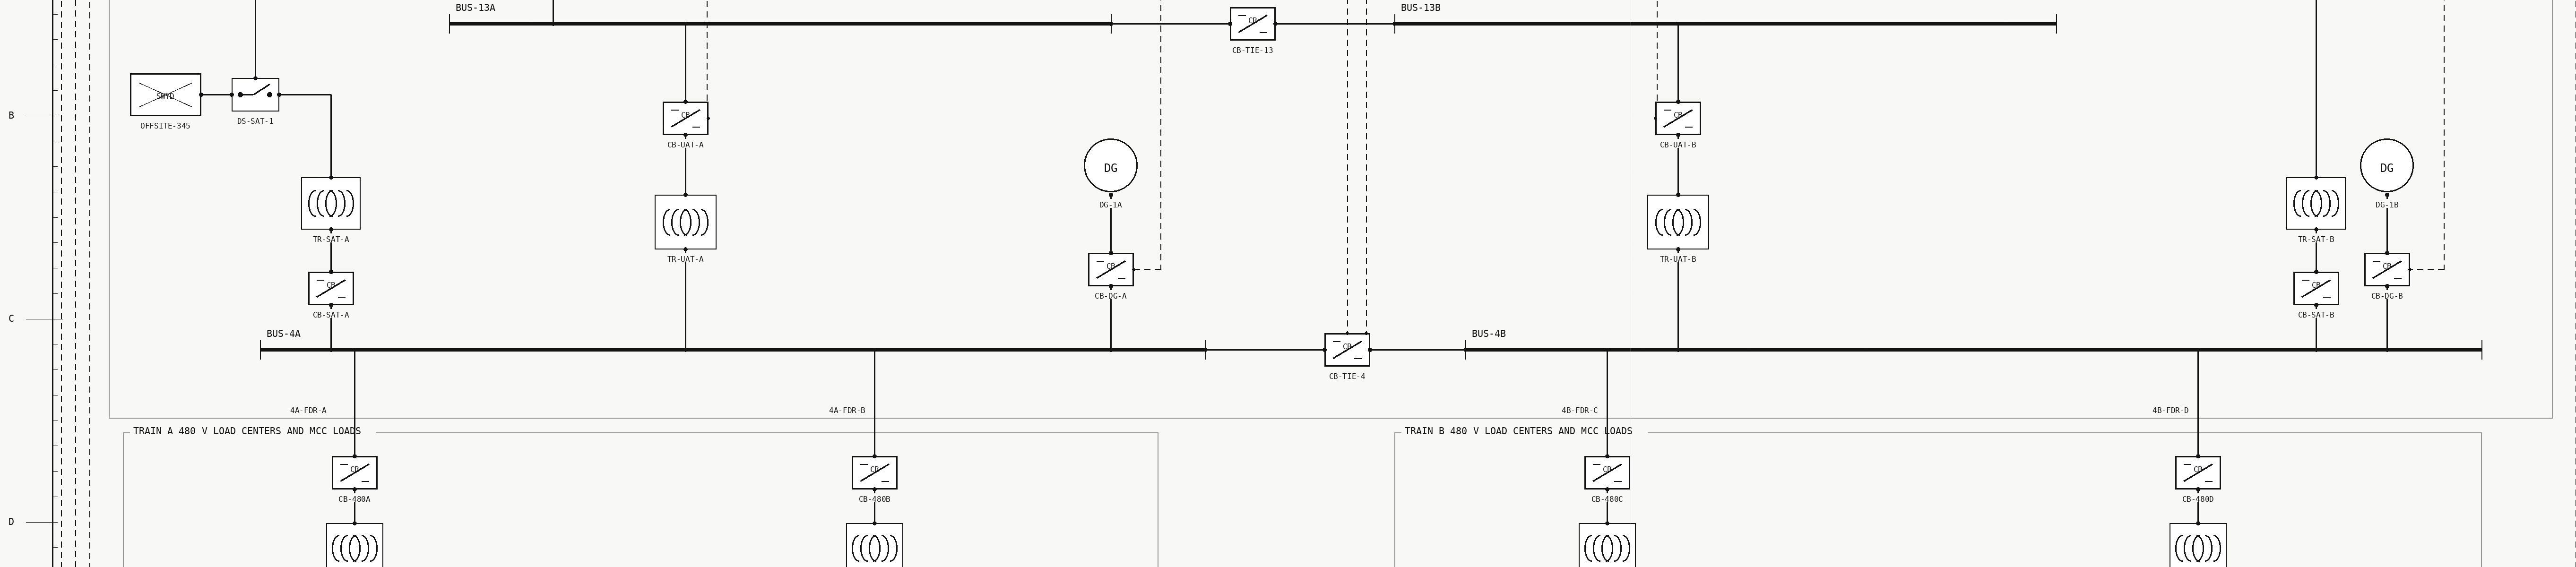 BUS-13A
BUS-13B
CB
CB-TIE-13
SWYD
OFFSITE-345
DS-SAT-1
B
CB
CB-UAT-A
CB
CB-UAT-B
DG
DG-1A
DG
DG-1B
TR-SAT-A
TR-UAT-A
TR-UAT-B
TR-SAT-B
CB
CB-DG-A
CB
CB-DG-B
CB
CB-SAT-A
CB
CB-SAT-B
C
BUS-4A
BUS-4B
CB
CB-TIE-4
4A-FDR-A
4A-FDR-B
4B-FDR-C
4B-FDR-D
TRAIN A 480 V LOAD CENTERS AND MCC LOADS
TRAIN B 480 V LOAD CENTERS AND MCC LOADS
CB
CB-480A
CB
CB-480B
CB
CB-480C
CB
CB-480D
D